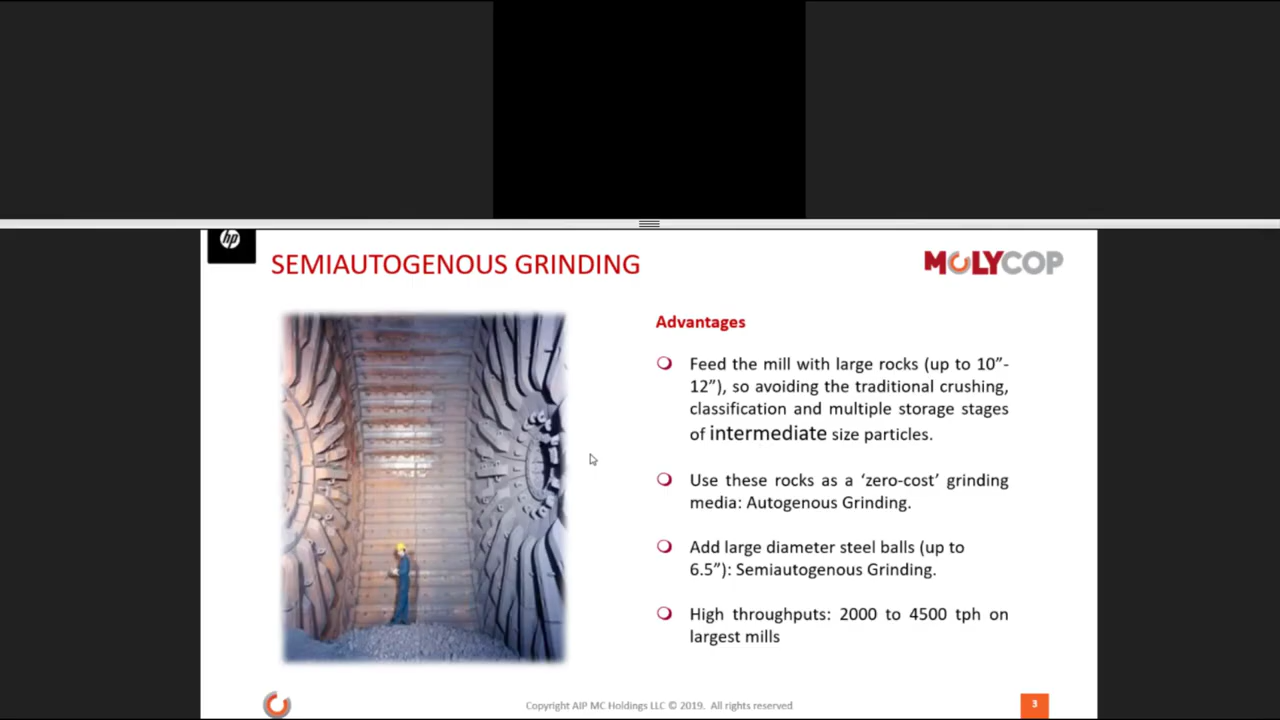 hp
SEMIAUTOGENOUS GRINDING
MOLYCOP
Advantages
Feed the mill with large rocks (up to 10”-
12”), so avoiding the traditional crushing,
classification and multiple storage stages
of intermediate size particles.
Use these rocks as a ‘zero-cost’ grinding
media: Autogenous Grinding.
Add large diameter steel balls (up to
6.5”): Semiautogenous Grinding.
High throughputs: 2000 to 4500 tph on
largest mills
Copyright AIP MC Holdings LLC © 2019. All rights reserved
3